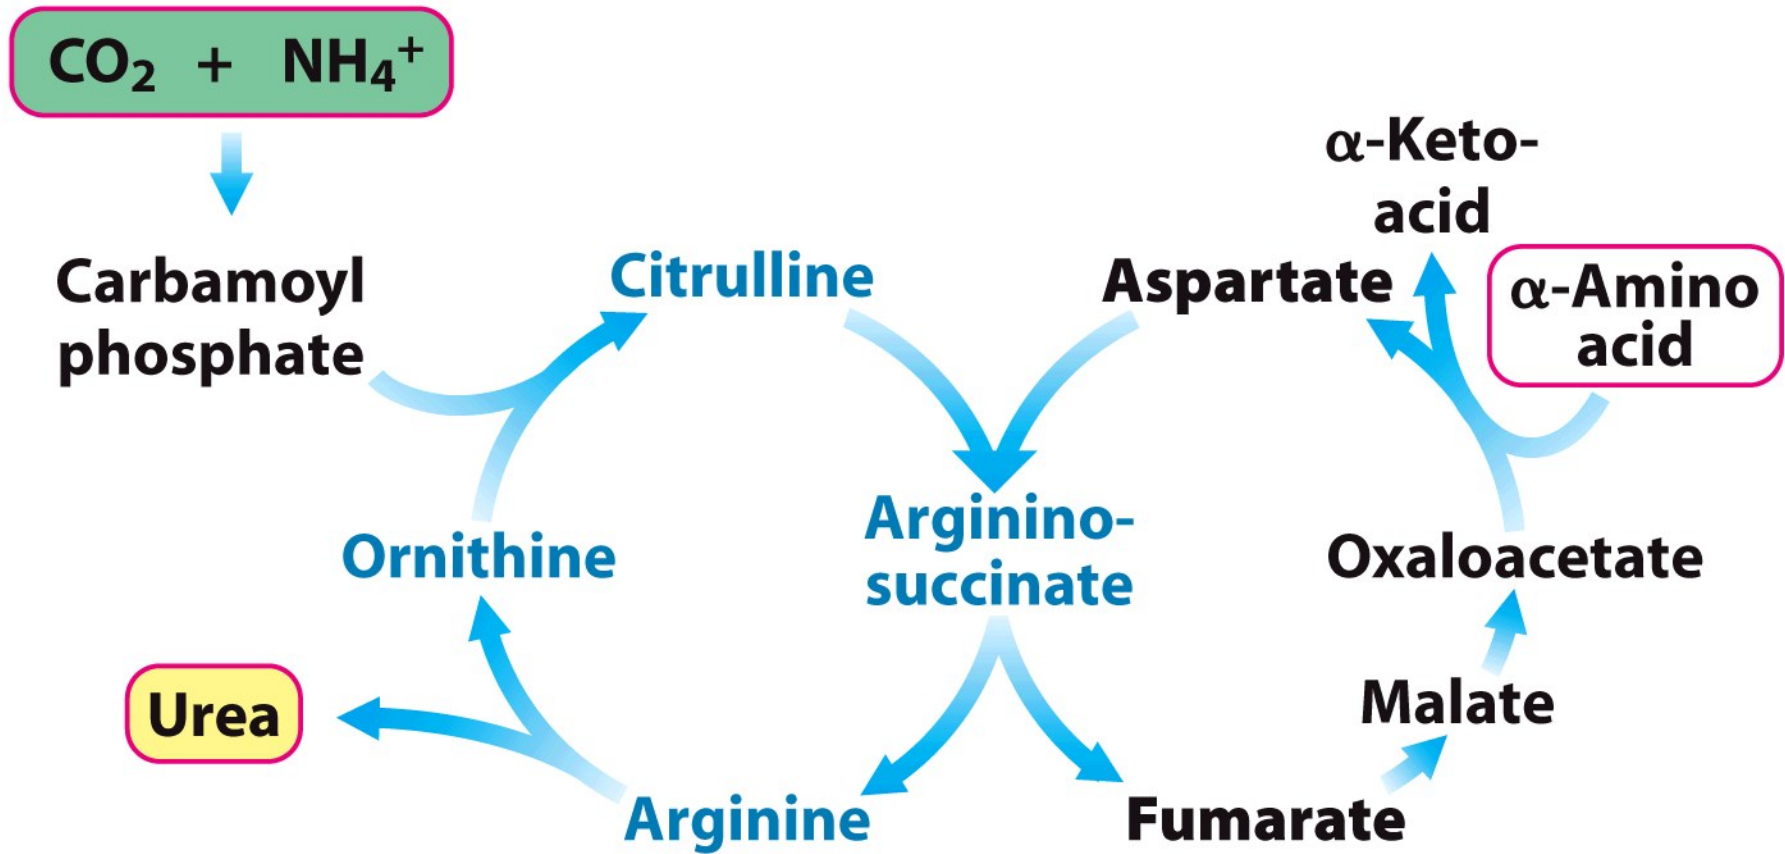 CO₂ + NH₄⁺
Carbamoyl
phosphate
Citrulline
Aspartate
α-Keto-
acid
α-Amino
acid
Ornithine
Arginino-
succinate
Oxaloacetate
Urea
Malate
Arginine
Fumarate